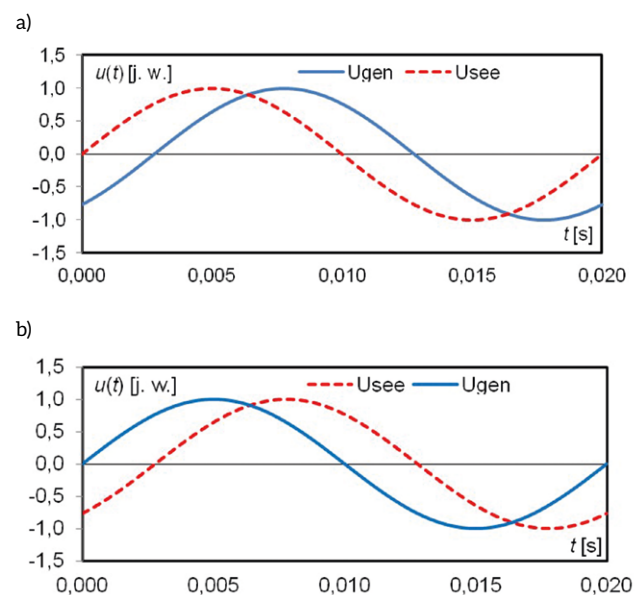 a)
u(t) [j. w.] Ugen Usee
1,5
1,0
0,5
0,0
-0,5
-1,0
-1,5
t [s]
0,000 0,005 0,010 0,015 0,020
b)
u(t) [j. w.] Usee Ugen
1,5
1,0
0,5
0,0
-0,5
-1,0
-1,5
t [s]
0,000 0,005 0,010 0,015 0,020